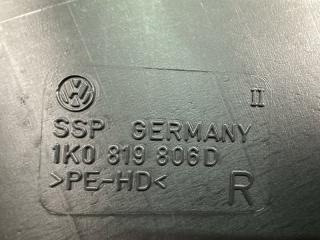 II
SSP GERMANY
1K0 819 806D
>PE-HD<
R